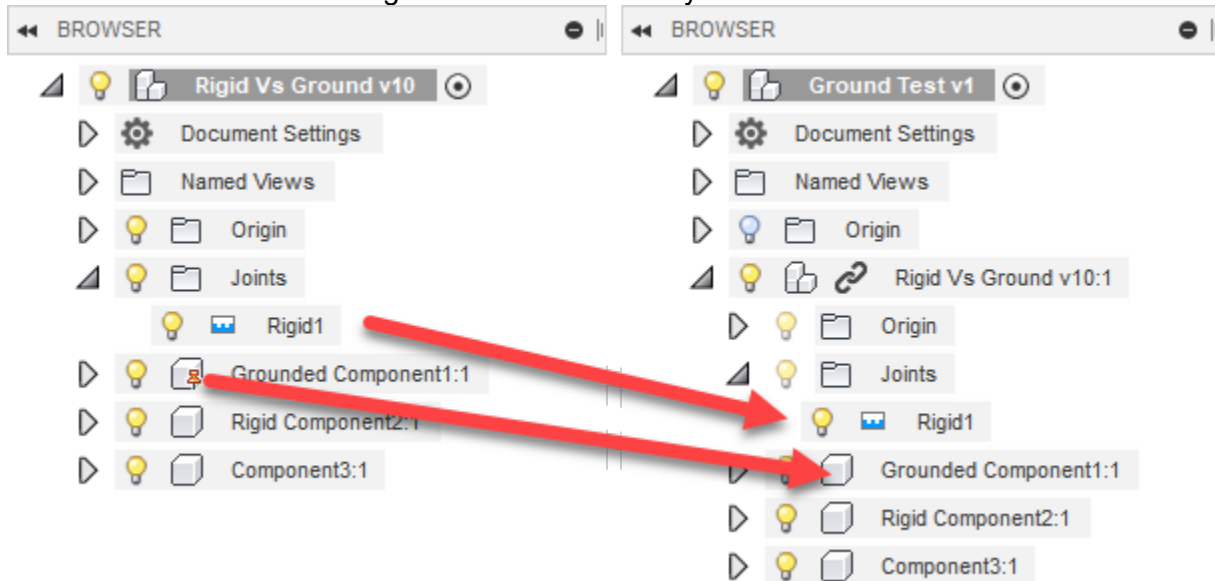 BROWSER
Rigid Vs Ground v10
Document Settings
Named Views
Origin
Joints
Rigid1
Grounded Component1:1
Rigid Component2:1
Component3:1
BROWSER
Ground Test v1
Document Settings
Named Views
Origin
Rigid Vs Ground v10:1
Origin
Joints
Rigid1
Grounded Component1:1
Rigid Component2:1
Component3:1